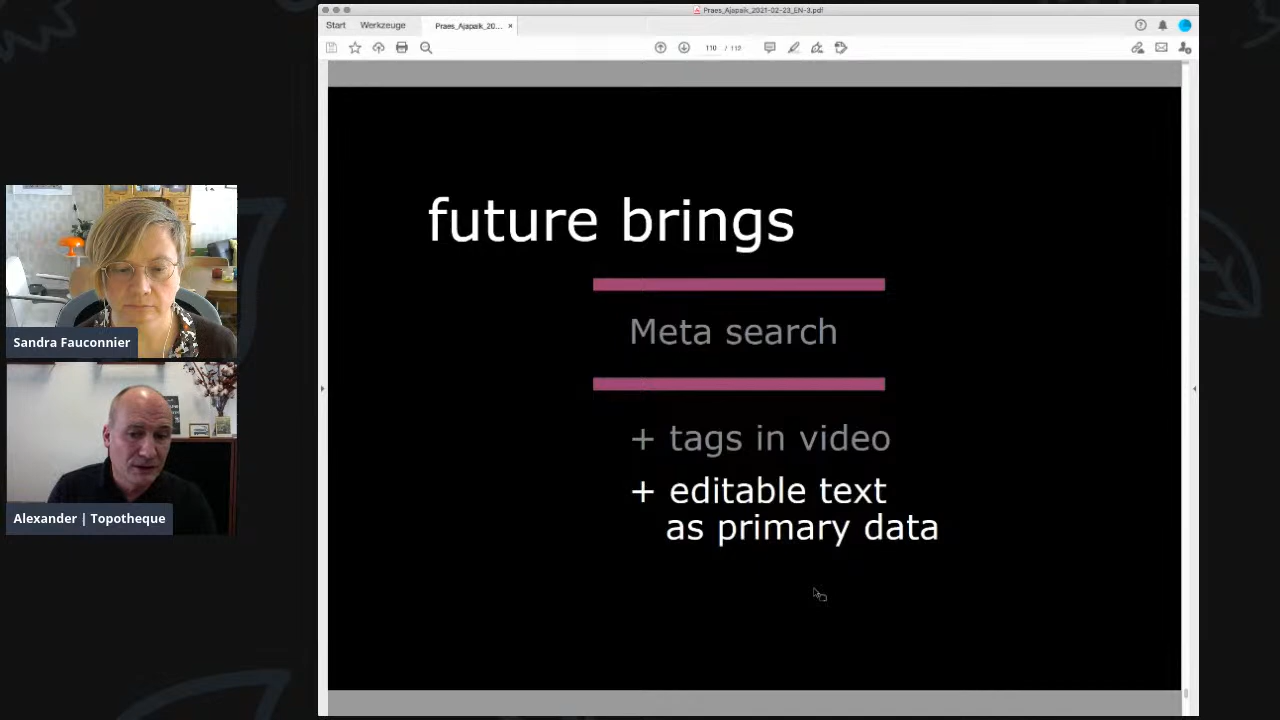 Praes_Ajapaik_2021-02-23_EN-3.pdf
Start
Werkzeuge
Praes_Ajapaik_20...
110 / 112
future brings
Meta search
+ tags in video
+ editable text
as primary data
Sandra Fauconnier
Alexander | Topotheque